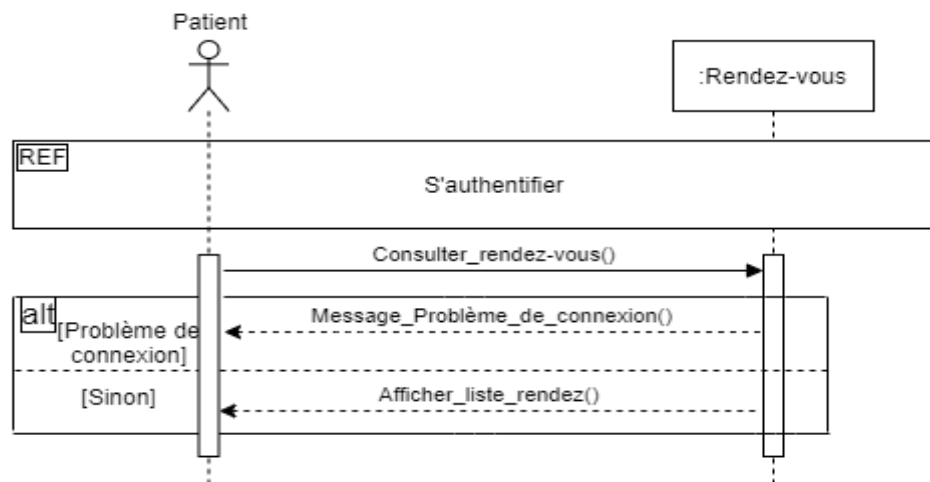 Patient
:Rendez-vous
REF
S'authentifier
Consulter_rendez-vous()
alt
[Problème de
connexion]
Message_Problème_de_connexion()
[Sinon]
Afficher_liste_rendez()